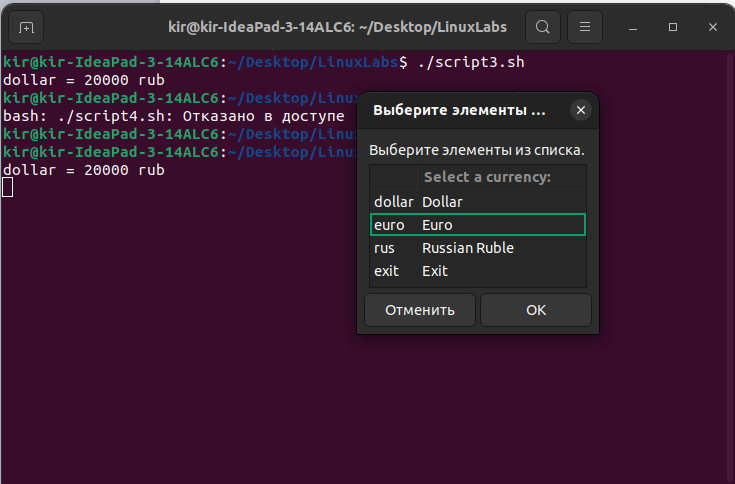 kir@kir-IdeaPad-3-14ALC6: ~/Desktop/LinuxLabs
kir@kir-IdeaPad-3-14ALC6:~/Desktop/LinuxLabs$ ./script3.sh
dollar = 20000 rub
kir@kir-IdeaPad-3-14ALC6:~/Desktop/Linux
bash: ./script4.sh: Отказано в доступе
kir@kir-IdeaPad-3-14ALC6:~/Desktop/Linux
kir@kir-IdeaPad-3-14ALC6:~/Desktop/Linux
dollar = 20000 rub
Выберите элементы ...
Выберите элементы из списка.
Select a currency:
dollar Dollar
euro Euro
rus Russian Ruble
exit Exit
Отменить OK